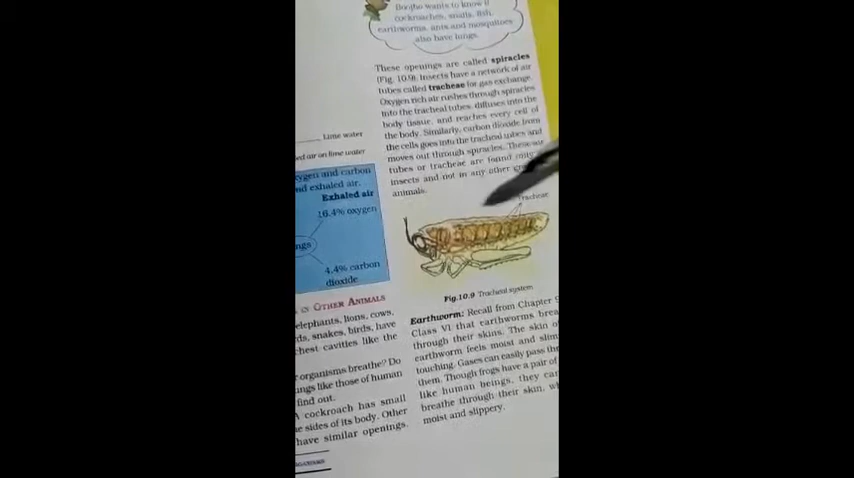 Boojho wants to know if
cockroaches, snails, fish,
earthworms, ants and mosquitoes
also have lungs.
Lime water
ed air on lime water
ygen and carbon
nd exhaled air.
Exhaled air
16.4% oxygen
ngs
4.4% carbon
dioxide
IN OTHER ANIMALS
elephants, lions, cows,
ds, snakes, birds, have
chest cavities like the
organisms breathe? Do
ngs like those of human
find out.
A cockroach has small
e sides of its body. Other
have similar openings.
These openings are called spiracles
(Fig. 10.9). Insects have a network of air
tubes called tracheae for gas exchange.
Oxygen rich air rushes through spiracles
into the tracheal tubes, diffuses into the
body tissue, and reaches every cell of
the body. Similarly, carbon dioxide from
the cells goes into the tracheal tubes and
moves out through spiracles. These air
tubes or tracheae are found only
insects and not in any other
animals.
Tracheae
Fig.10.9 Tracheal system
Earthworm: Recall from Chapter 9
Class VI that earthworms brea
through their skins. The skin o
earthworm feels moist and slim
touching. Gases can easily pass thr
them. Though frogs have a pair of
like human beings, they can
breathe through their skin, w
moist and slippery.